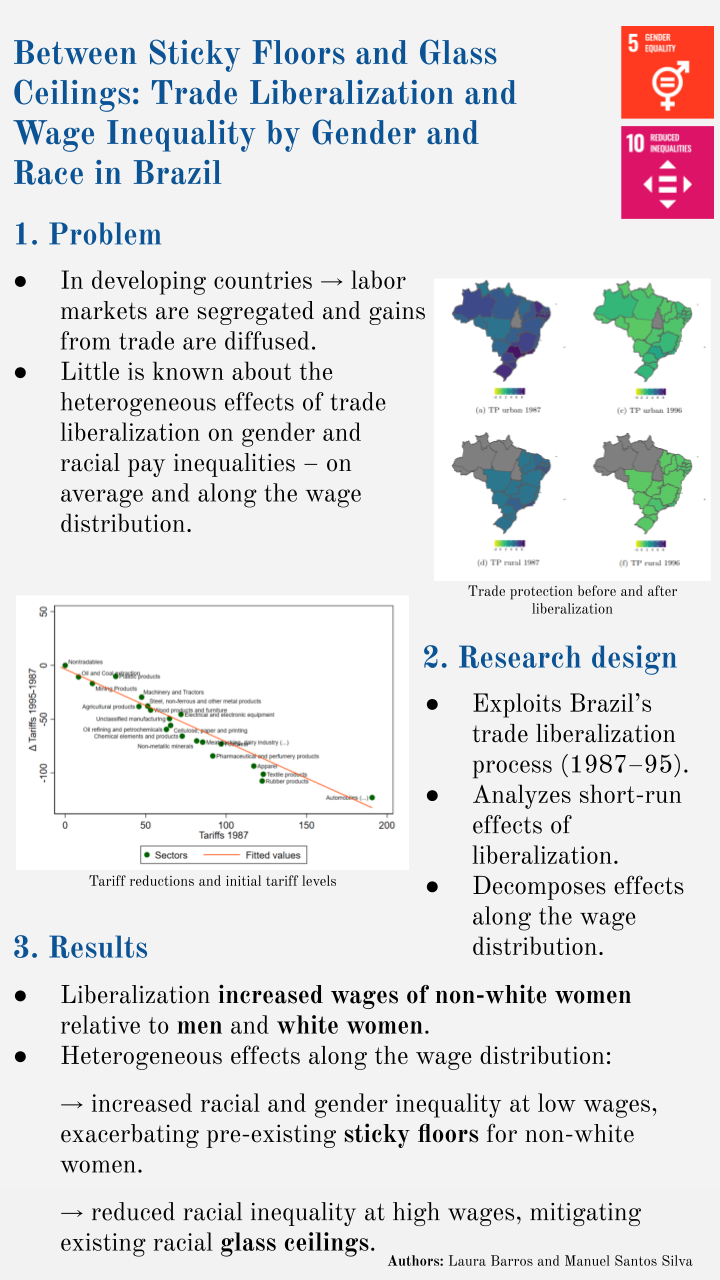 Between Sticky Floors and Glass
Ceilings: Trade Liberalization and
Wage Inequality by Gender and
Race in Brazil
5 GENDER
EQUALITY
10 REDUCED
INEQUALITIES
1. Problem
● In developing countries → labor
markets are segregated and gains
from trade are diffused.
● Little is known about the
heterogeneous effects of trade
liberalization on gender and
racial pay inequalities – on
average and along the wage
distribution.
(a) TP urban 1987
(c) TP urban 1996
(d) TP rural 1987
(f) TP rural 1996
Trade protection before and after
liberalization
50
0
-50
-100
Δ Tariffs 1995-1987
Nontradables
Oil and Coal extraction
Plastic products
Mining Products
Machinery and Tractors
Agricultural products
Steel, non-ferrous and other metal products
Wood products and furniture
Electrical and electronic equipment
Unclassified manufacturing
Oil refining and petrochemicals
Cellulose, paper and printing
Chemical elements and products
Non-metallic minerals
dairy industry (...)
Pharmaceutical and perfumery products
Apparel
Textile products
Rubber products
Automobiles (...)
0 50 100 150 200
Tariffs 1987
Sectors Fitted values
Tariff reductions and initial tariff levels
2. Research design
● Exploits Brazil’s
trade liberalization
process (1987–95).
● Analyzes short-run
effects of
liberalization.
● Decomposes effects
along the wage
distribution.
3. Results
● Liberalization increased wages of non-white women
relative to men and white women.
● Heterogeneous effects along the wage distribution:
→ increased racial and gender inequality at low wages,
exacerbating pre-existing sticky floors for non-white
women.
→ reduced racial inequality at high wages, mitigating
existing racial glass ceilings.
Authors: Laura Barros and Manuel Santos Silva